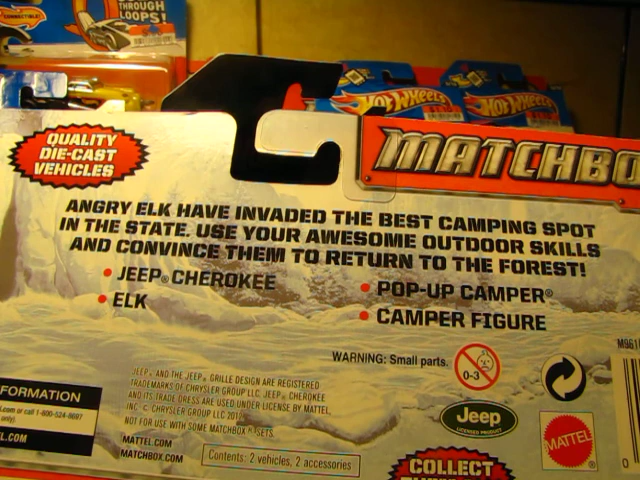 THROUGH
LOOPS!
CONNECTIBLE!
Hot Wheels
Hot Wheels
QUALITY
DIE-CAST
VEHICLES
MATCHBO
ANGRY ELK HAVE INVADED THE BEST CAMPING SPOT
IN THE STATE. USE YOUR AWESOME OUTDOOR SKILLS
AND CONVINCE THEM TO RETURN TO THE FOREST!
• JEEP® CHEROKEE
• ELK
• POP-UP CAMPER®
• CAMPER FIGURE
WARNING: Small parts.
0-3
JEEP® AND THE JEEP® GRILLE DESIGN ARE REGISTERED
TRADEMARKS OF CHRYSLER GROUP LLC. JEEP® CHEROKEE
AND ITS TRADE DRESS ARE USED UNDER LICENSE BY MATTEL,
INC. © CHRYSLER GROUP LLC 2012.
NOT FOR USE WITH SOME MATCHBOX® SETS.
MATTEL.COM
MATCHBOX.COM
Contents: 2 vehicles, 2 accessories
FORMATION
.com or call 1-800-524-8697
L.COM
Jeep
LICENSED PRODUCT
MATTEL
®
COLLECT